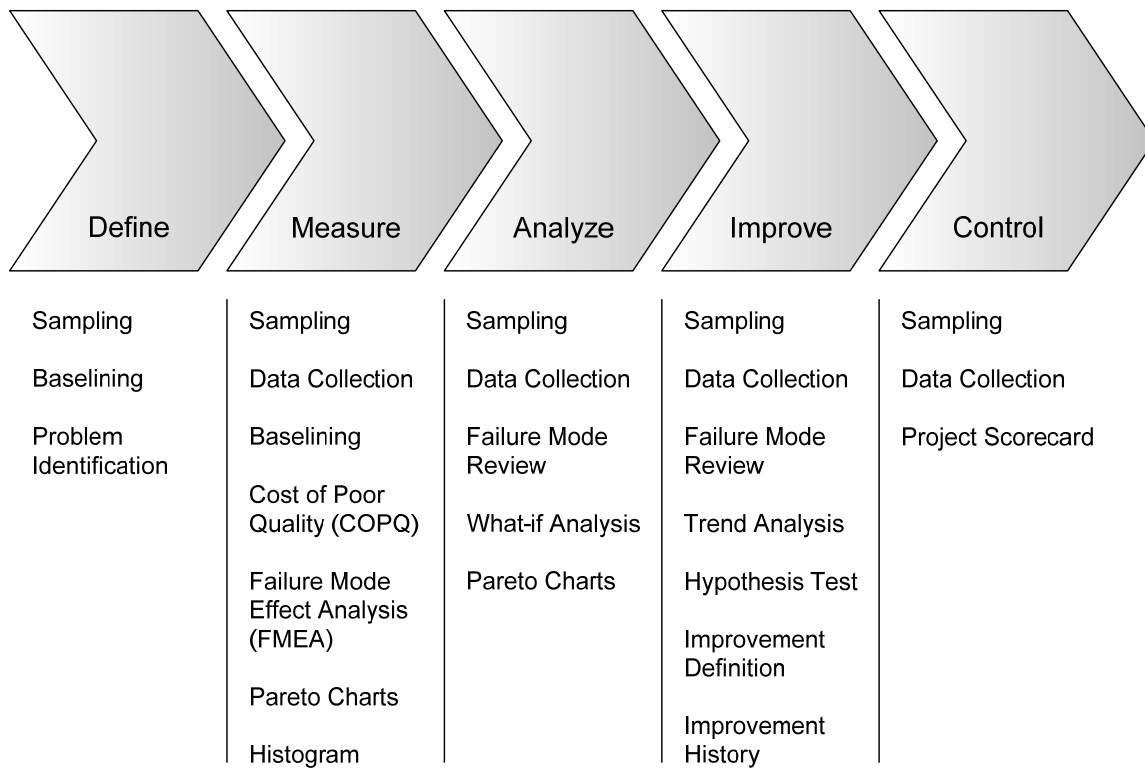 Define
Measure
Analyze
Improve
Control
Sampling
Baselining
Problem
Identification
Sampling
Data Collection
Baselining
Cost of Poor
Quality (COPQ)
Failure Mode
Effect Analysis
(FMEA)
Pareto Charts
Histogram
Sampling
Data Collection
Failure Mode
Review
What-if Analysis
Pareto Charts
Sampling
Data Collection
Failure Mode
Review
Trend Analysis
Hypothesis Test
Improvement
Definition
Improvement
History
Sampling
Data Collection
Project Scorecard